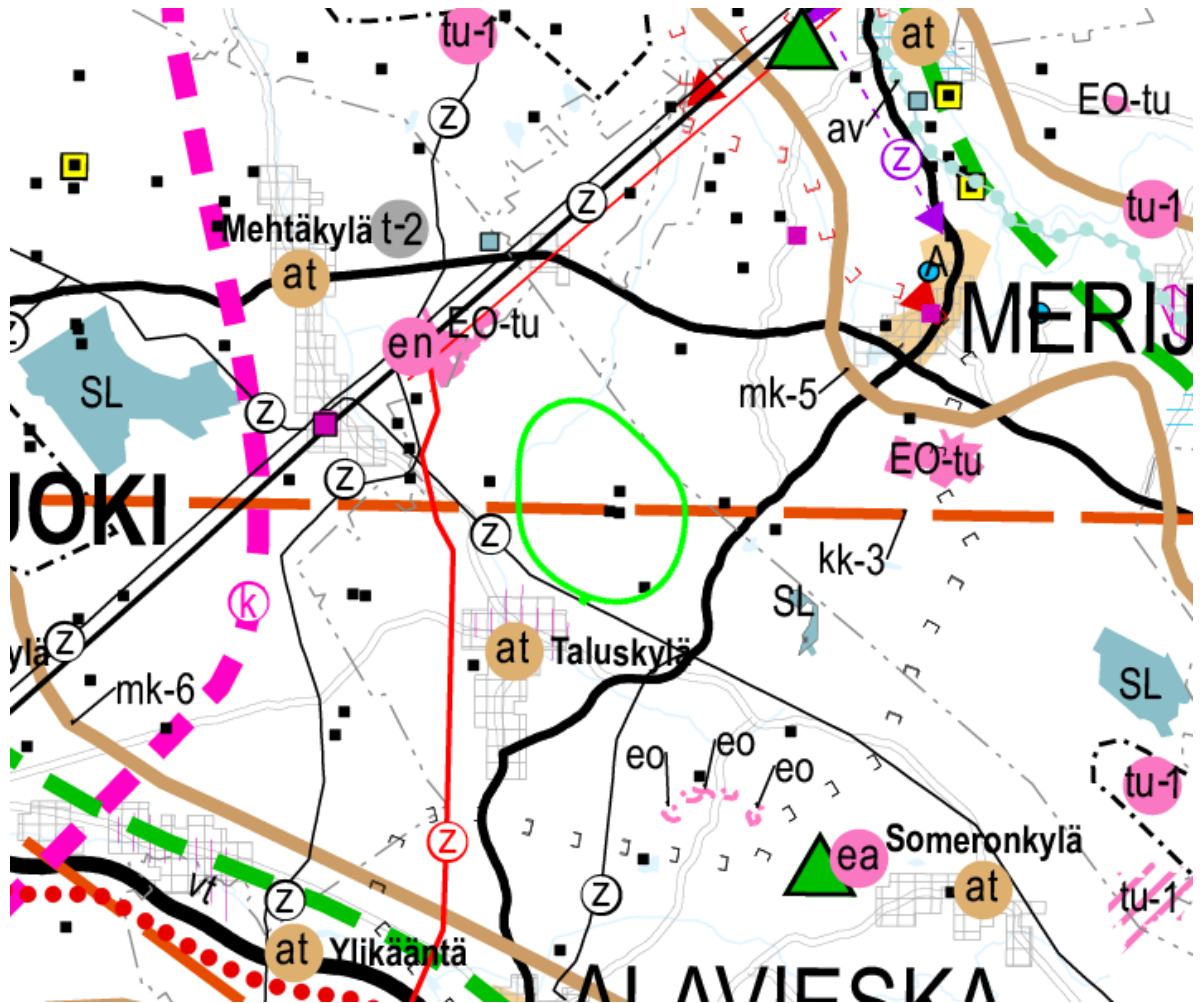 tu-1
at
EO-tu
z
av
z
z
tu-1
Mehtäkylä t-2
at
A
MERIJ
EO-tu
en
z
mk-5
SL
z
EO-tu
z
JOKI
z
kk-3
k
SL
z
ylä
at Taluskylä
SL
mk-6
eo
eo
eo
tu-1
z
ea Someronkylä
at
vt
z
z
tu-1
at Ylikääntä
ALAVIESKA